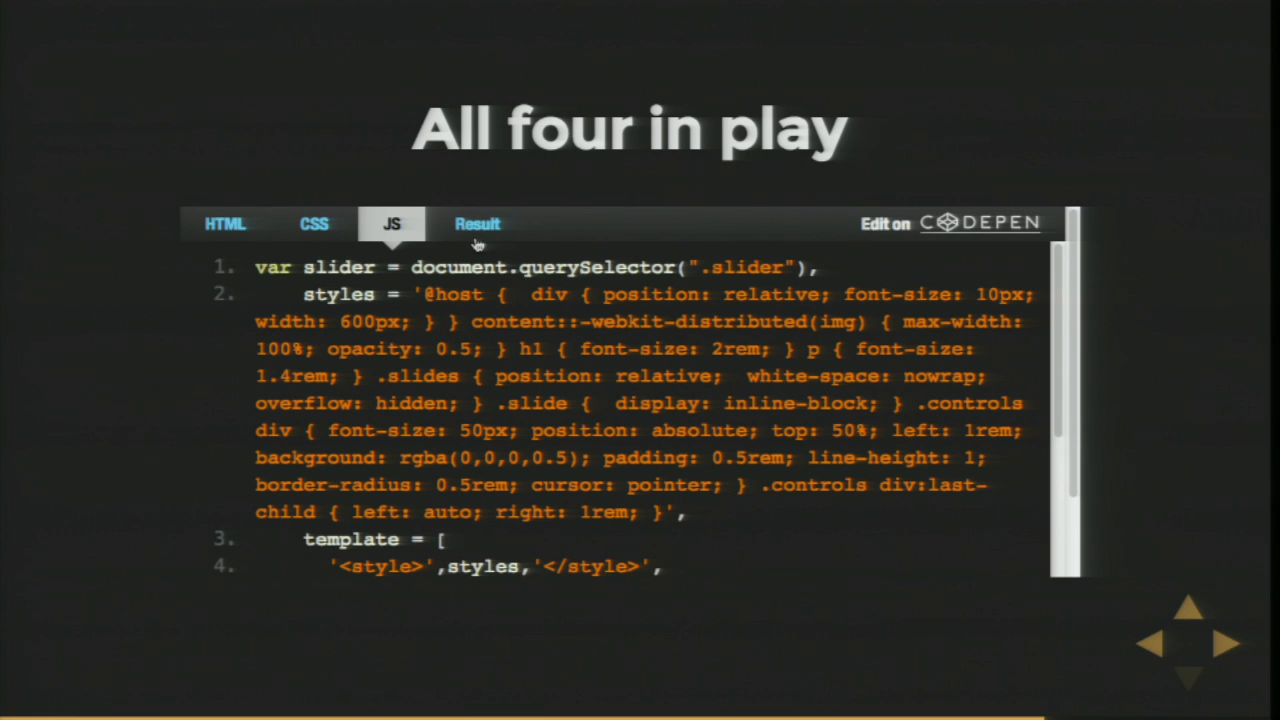 All four in play
HTML CSS JS Result Edit on CODEPEN
1. var slider = document.querySelector(".slider"),
2. styles = '@host { div { position: relative; font-size: 10px;
width: 600px; } } content::-webkit-distributed(img) { max-width:
100%; opacity: 0.5; } h1 { font-size: 2rem; } p { font-size:
1.4rem; } .slides { position: relative; white-space: nowrap;
overflow: hidden; } .slide { display: inline-block; } .controls
div { font-size: 50px; position: absolute; top: 50%; left: 1rem;
background: rgba(0,0,0,0.5); padding: 0.5rem; line-height: 1;
border-radius: 0.5rem; cursor: pointer; } .controls div:last-
child { left: auto; right: 1rem; }',
3. template = [
4. '<style>',styles,'</style>',